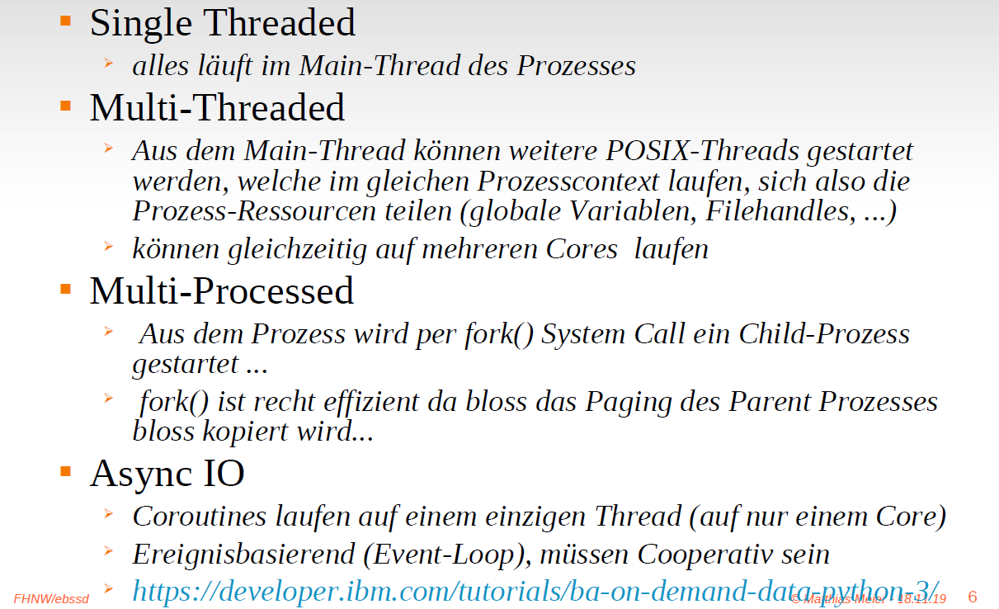 Single Threaded
alles läuft im Main-Thread des Prozesses
Multi-Threaded
Aus dem Main-Thread können weitere POSIX-Threads gestartet
werden, welche im gleichen Prozesscontext laufen, sich also die
Prozess-Ressourcen teilen (globale Variablen, Filehandles, ...)
können gleichzeitig auf mehreren Cores laufen
Multi-Processed
Aus dem Prozess wird per fork() System Call ein Child-Prozess
gestartet ...
fork() ist recht effizient da bloss das Paging des Parent Prozesses
bloss kopiert wird...
Async IO
Coroutines laufen auf einem einzigen Thread (auf nur einem Core)
Ereignisbasierend (Event-Loop), müssen Cooperativ sein
https://developer.ibm.com/tutorials/ba-on-demand-data-python-3/
FHNW/ebssd
© Matthias Meier - 18.11.19
6